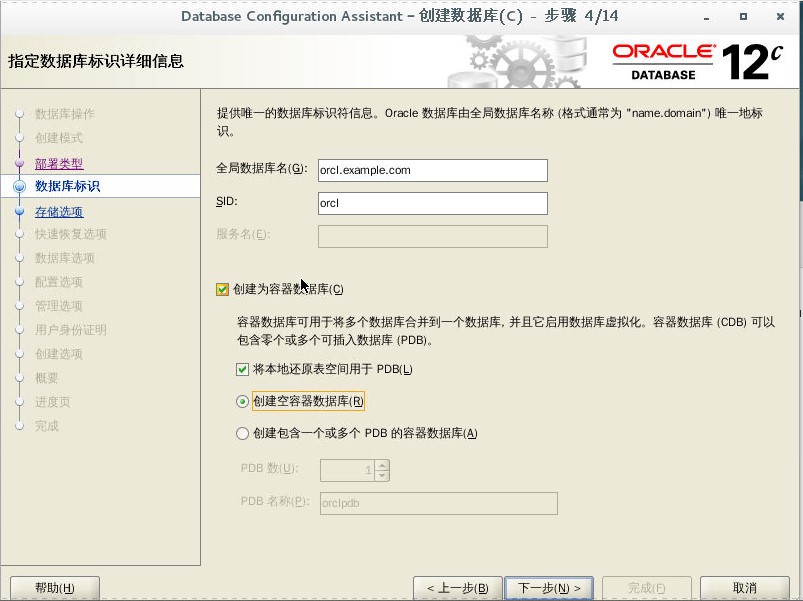 Database Configuration Assistant – 创建数据库(C) - 步骤 4/14
指定数据库标识详细信息
ORACLE
DATABASE
12c
数据库操作
创建模式
部署类型
数据库标识
存储选项
快速恢复选项
数据库选项
配置选项
管理选项
用户身份证明
创建选项
概要
进度页
完成
提供唯一的数据库标识符信息。Oracle 数据库由全局数据库名称 (格式通常为 "name.domain") 唯一地标
识。
全局数据库名(G): orcl.example.com
SID: orcl
服务名(E):
创建为容器数据库(C)
容器数据库可用于将多个数据库合并到一个数据库, 并且它启用数据库虚拟化。容器数据库 (CDB) 可以
包含零个或多个可插入数据库 (PDB)。
将本地还原表空间用于 PDB(L)
创建空容器数据库(R)
创建包含一个或多个 PDB 的容器数据库(A)
PDB 数(U): 1
PDB 名称(P): orclpdb
帮助(H) < 上一步(B) 下一步(N) > 完成(F) 取消